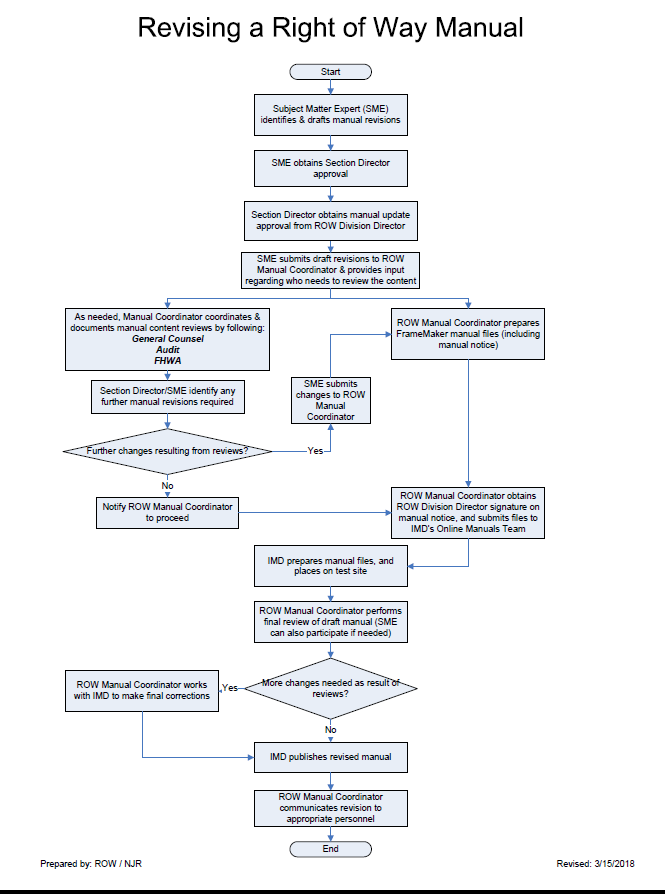 Revising a Right of Way Manual
Start
Subject Matter Expert (SME)
identifies & drafts manual revisions
SME obtains Section Director
approval
Section Director obtains manual update
approval from ROW Division Director
SME submits draft revisions to ROW
Manual Coordinator & provides input
regarding who needs to review the content
As needed, Manual Coordinator coordinates &
documents manual content reviews by following:
General Counsel
Audit
FHWA
ROW Manual Coordinator prepares
FrameMaker manual files (including
manual notice)
Section Director/SME identify any
further manual revisions required
SME submits
changes to ROW
Manual
Coordinator
Further changes resulting from reviews?
Yes
No
Notify ROW Manual Coordinator
to proceed
ROW Manual Coordinator obtains
ROW Division Director signature on
manual notice, and submits files to
IMD's Online Manuals Team
IMD prepares manual files, and
places on test site
ROW Manual Coordinator performs
final review of draft manual (SME
can also participate if needed)
More changes needed as result of
reviews?
Yes
ROW Manual Coordinator works
with IMD to make final corrections
No
IMD publishes revised manual
ROW Manual Coordinator
communicates revision to
appropriate personnel
End
Prepared by: ROW / NJR
Revised: 3/15/2018